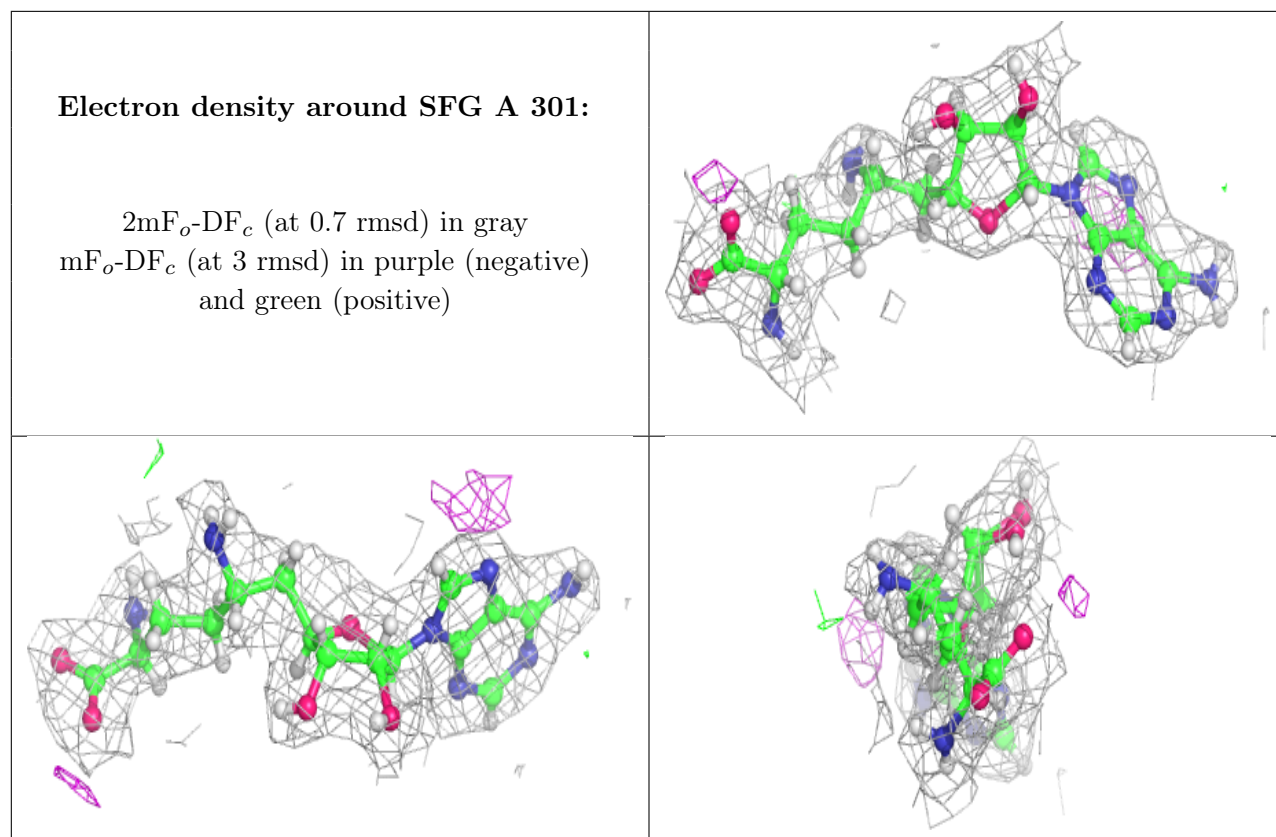 Electron density around SFG A 301:
2mFₒ-DF𝒸 (at 0.7 rmsd) in gray
mFₒ-DF𝒸 (at 3 rmsd) in purple (negative)
and green (positive)